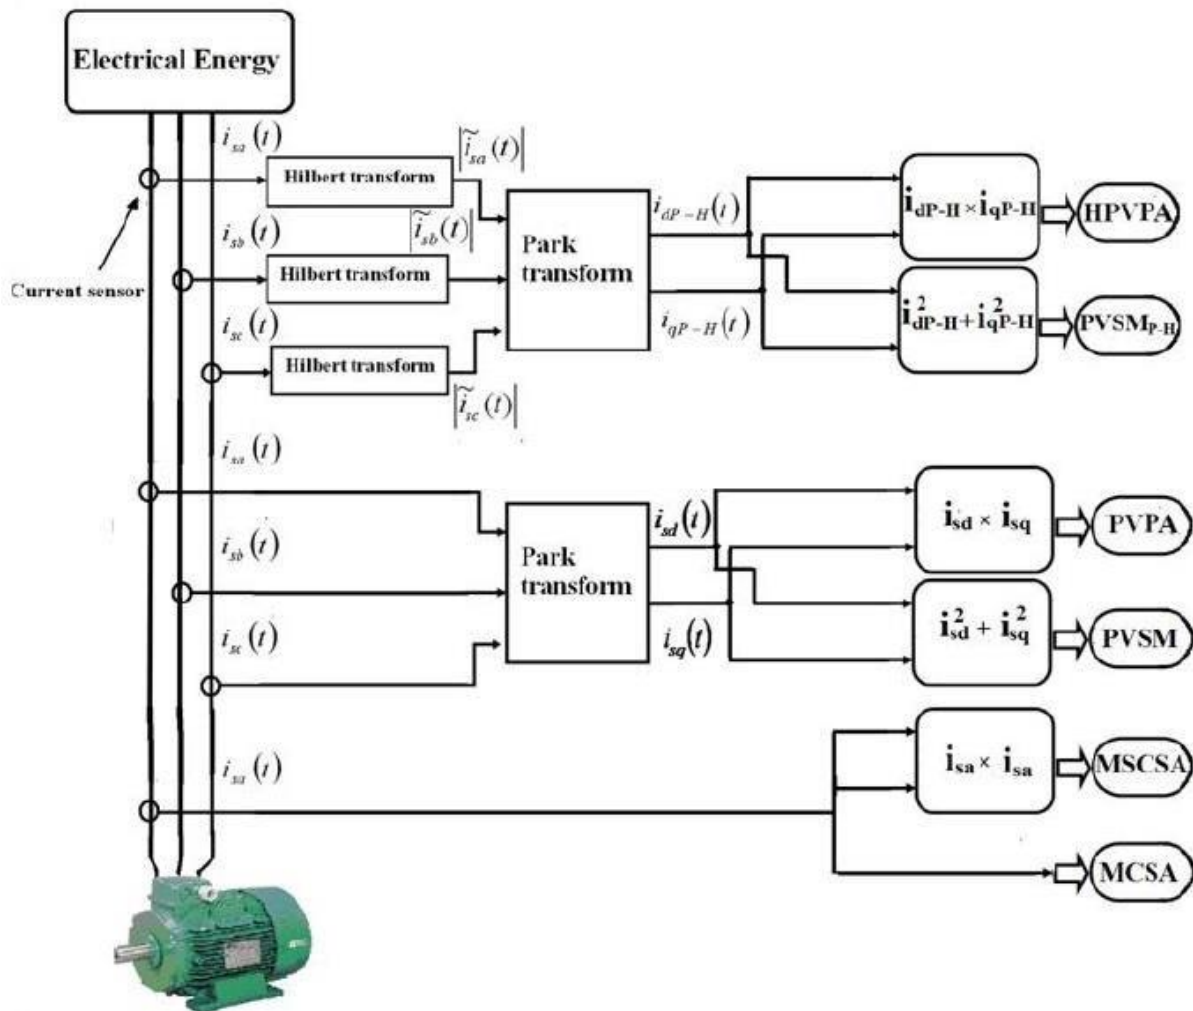 Electrical Energy
i_sa(t)
|ĩ_sa(t)|
Hilbert transform
i_sb(t)
|ĩ_sb(t)|
Hilbert transform
Current sensor
i_sc(t)
Hilbert transform
|ĩ_sc(t)|
Park
transform
i_dP-H(t)
i_qP-H(t)
i_dP-H × i_qP-H
HPVPA
i²_dP-H + i²_qP-H
PVSM_P-H
i_sa(t)
i_sb(t)
i_sc(t)
Park
transform
i_sd(t)
i_sq(t)
i_sd × i_sq
PVPA
i²_sd + i²_sq
PVSM
i_sa(t)
i_sa × i_sa
MSCSA
MCSA